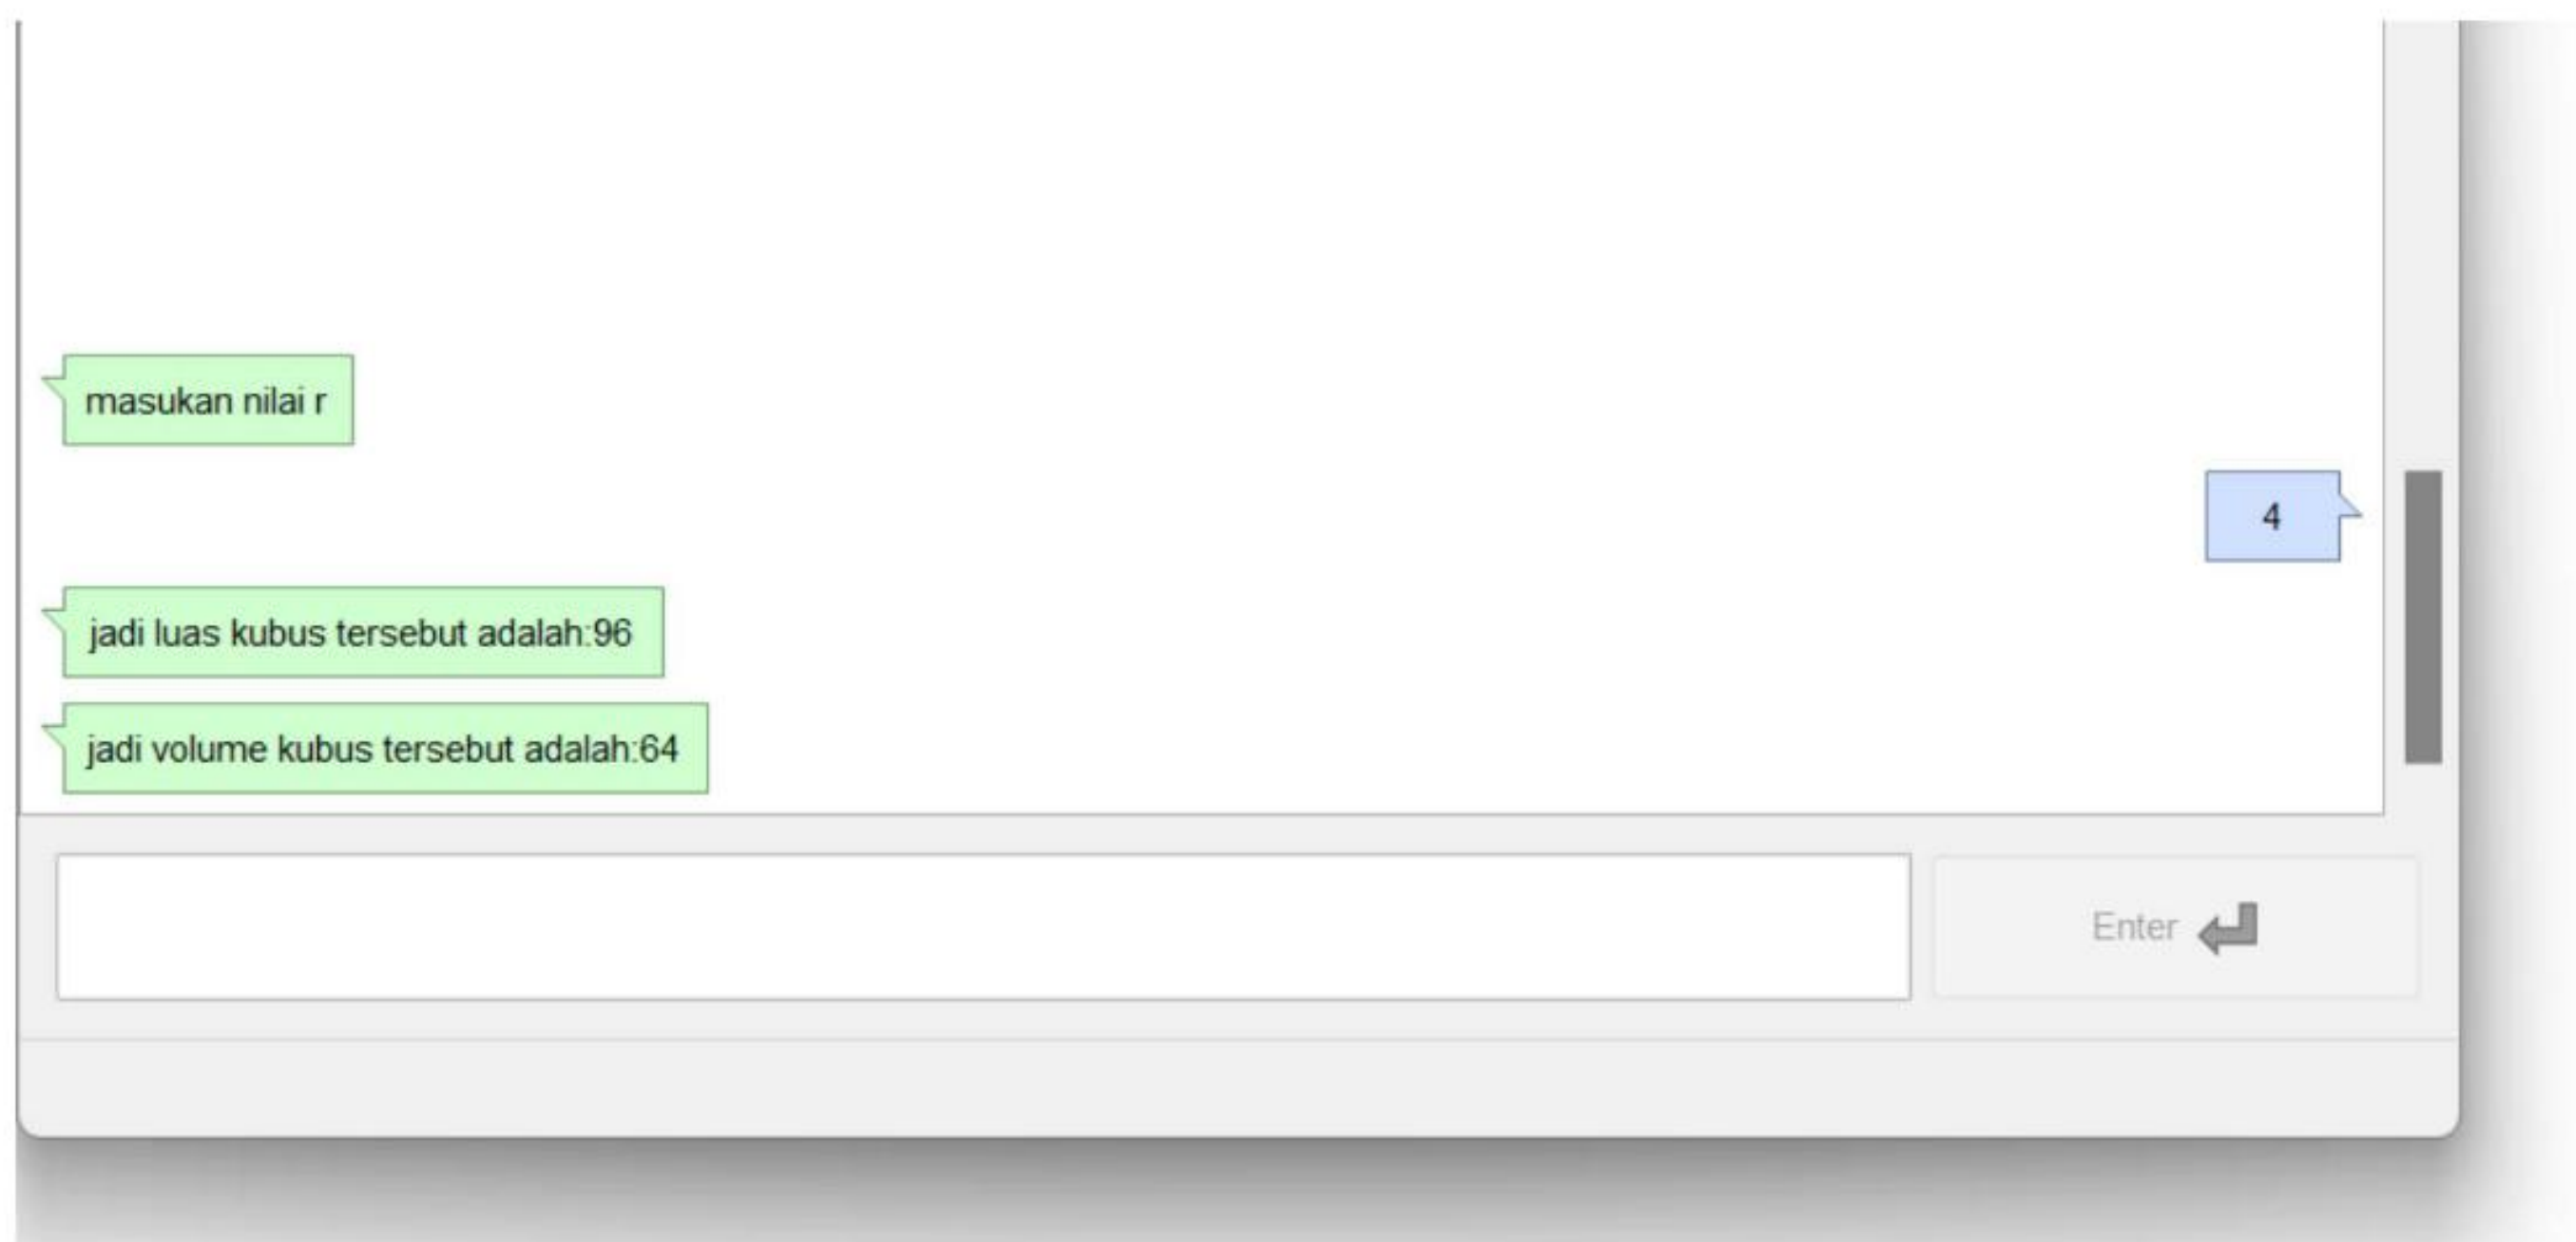 masukan nilai r
4
jadi luas kubus tersebut adalah:96
jadi volume kubus tersebut adalah:64
Enter